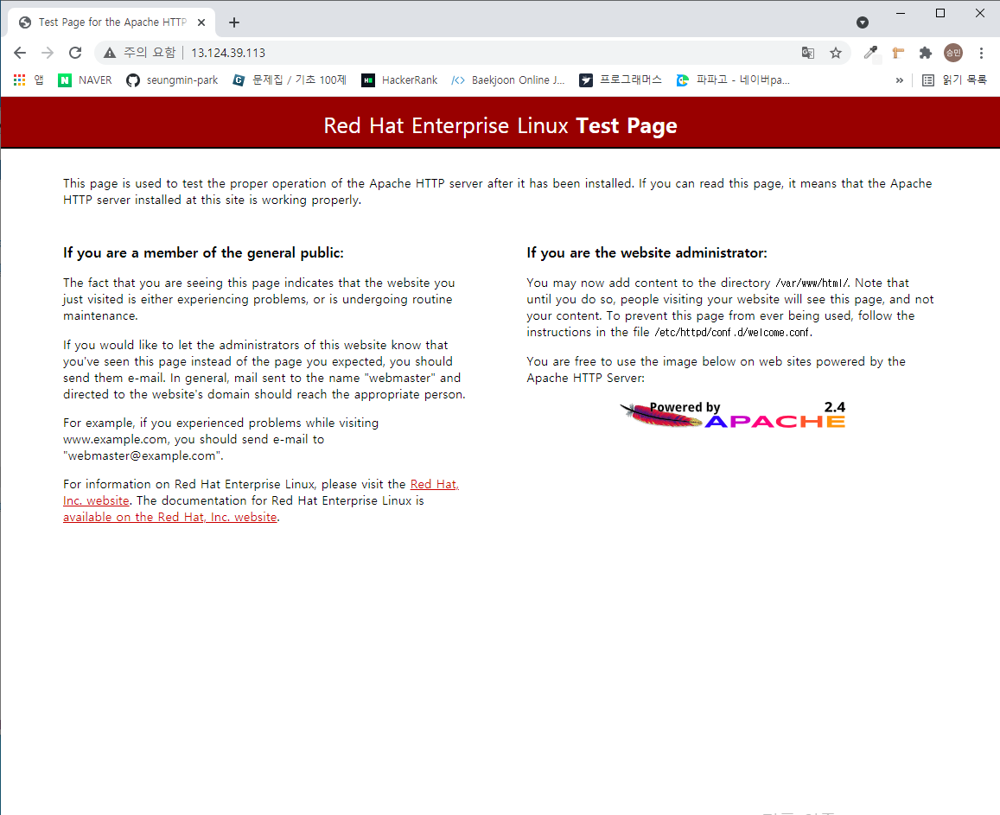 Test Page for the Apache HTTP
주의 요함 13.124.39.113
승민
앱 NAVER seungmin-park 문제집 / 기초 100제 HackerRank Baekjoon Online J... 프로그래머스 파파고 - 네이버pa... » 읽기 목록
Red Hat Enterprise Linux Test Page
This page is used to test the proper operation of the Apache HTTP server after it has been installed. If you can read this page, it means that the Apache
HTTP server installed at this site is working properly.
If you are a member of the general public:
The fact that you are seeing this page indicates that the website you
just visited is either experiencing problems, or is undergoing routine
maintenance.
If you would like to let the administrators of this website know that
you've seen this page instead of the page you expected, you should
send them e-mail. In general, mail sent to the name "webmaster" and
directed to the website's domain should reach the appropriate person.
For example, if you experienced problems while visiting
www.example.com, you should send e-mail to
"webmaster@example.com".
For information on Red Hat Enterprise Linux, please visit the Red Hat,
Inc. website. The documentation for Red Hat Enterprise Linux is
available on the Red Hat, Inc. website.
If you are the website administrator:
You may now add content to the directory /var/www/html/. Note that
until you do so, people visiting your website will see this page, and not
your content. To prevent this page from ever being used, follow the
instructions in the file /etc/httpd/conf.d/welcome.conf.
You are free to use the image below on web sites powered by the
Apache HTTP Server:
Powered by 2.4
APACHE